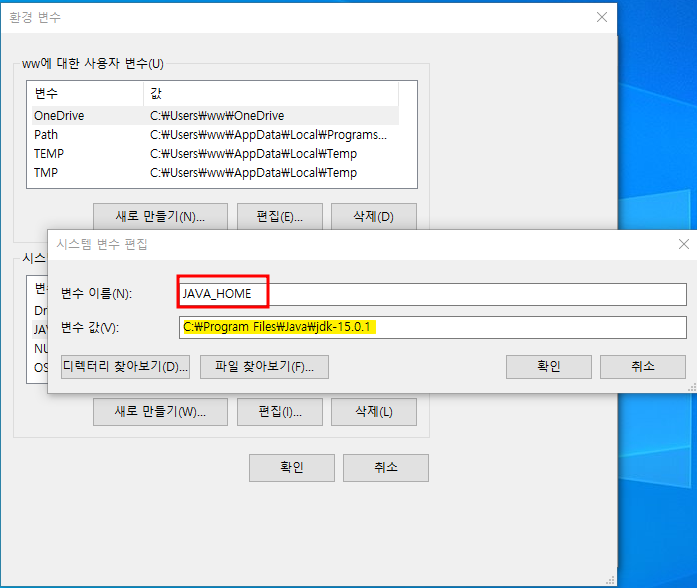 환경 변수
ww에 대한 사용자 변수(U)
변수 값
OneDrive C:₩Users₩ww₩OneDrive
Path C:₩Users₩ww₩AppData₩Local₩Programs...
TEMP C:₩Users₩ww₩AppData₩Local₩Temp
TMP C:₩Users₩ww₩AppData₩Local₩Temp
새로 만들기(N)... 편집(E)... 삭제(D)
시스
변
Dr
JA
NU
OS
시스템 변수 편집
변수 이름(N): JAVA_HOME
변수 값(V): C:₩Program Files₩Java₩jdk-15.0.1
디렉터리 찾아보기(D)... 파일 찾아보기(F)... 확인 취소
새로 만들기(W)... 편집(I)... 삭제(L)
확인 취소